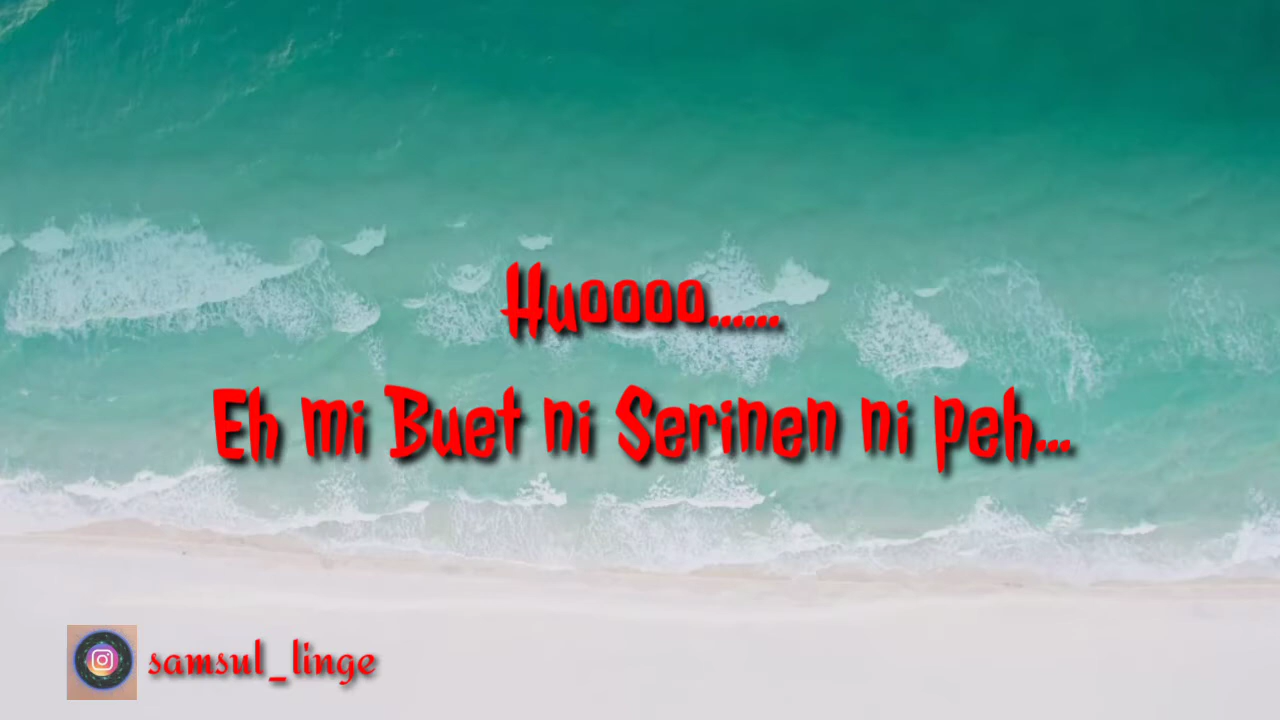 Huoooo......
Eh mi Buet ni Serinen ni peh...
samsul_linge